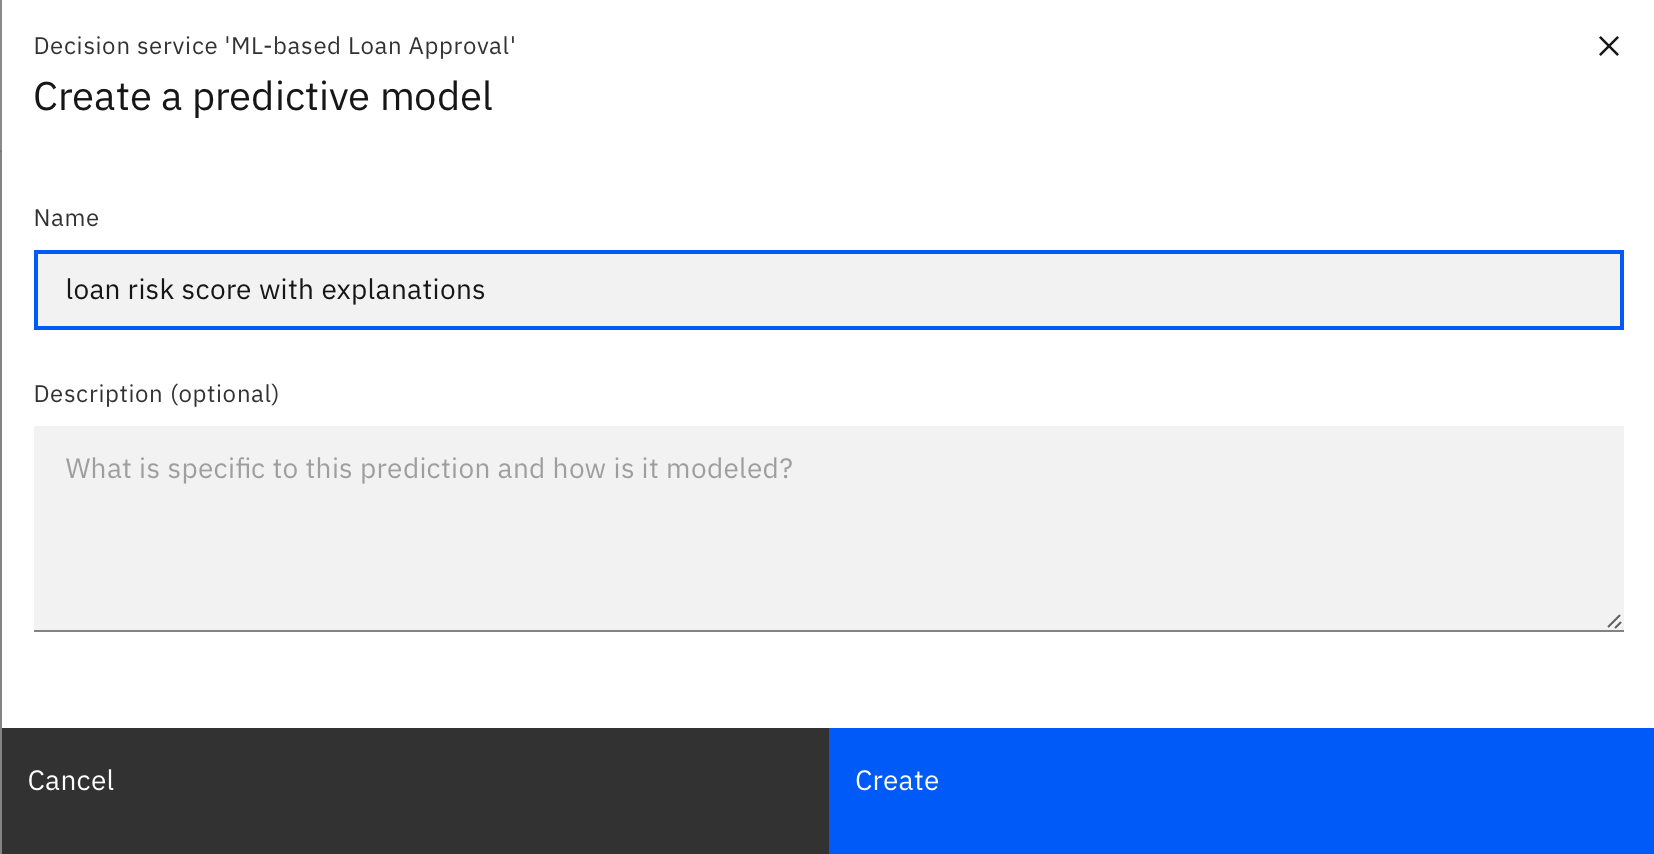 Decision service 'ML-based Loan Approval'
Create a predictive model
Name
loan risk score with explanations
Description (optional)
What is specific to this prediction and how is it modeled?
Cancel
Create